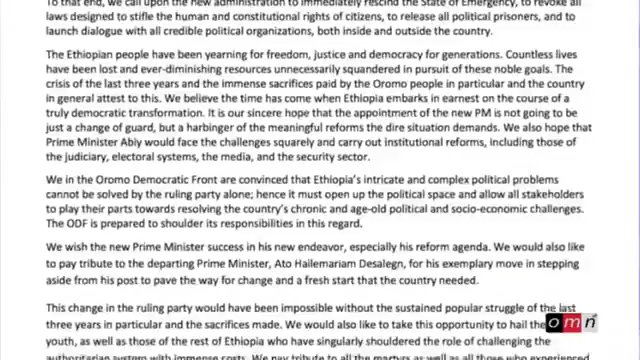 To that end, we call upon the new administration to immediately rescind the State of Emergency, to revoke all
laws designed to stifle the human and constitutional rights of citizens, to release all political prisoners, and to
launch dialogue with all credible political organizations, both inside and outside the country.
The Ethiopian people have been yearning for freedom, justice and democracy for generations. Countless lives
have been lost and ever-diminishing resources unnecessarily squandered in pursuit of these noble goals. The
crisis of the last three years and the immense sacrifices paid by the Oromo people in particular and the country
in general attest to this. We believe the time has come when Ethiopia embarks in earnest on the course of a
truly democratic transformation. It is our sincere hope that the appointment of the new PM is not going to be
just a change of guard, but a harbinger of the meaningful reforms the dire situation demands. We also hope that
Prime Minister Abiy would face the challenges squarely and carry out institutional reforms, including those of
the judiciary, electoral systems, the media, and the security sector.
We in the Oromo Democratic Front are convinced that Ethiopia's intricate and complex political problems
cannot be solved by the ruling party alone; hence it must open up the political space and allow all stakeholders
to play their parts towards resolving the country's chronic and age-old political and socio-economic challenges.
The ODF is prepared to shoulder its responsibilities in this regard.
We wish the new Prime Minister success in his new endeavor, especially his reform agenda. We would also like
to pay tribute to the departing Prime Minister, Ato Hailemariam Desalegn, for his exemplary move in stepping
aside from his post to pave the way for change and a fresh start that the country needed.
This change in the ruling party would have been impossible without the sustained popular struggle of the last
three years in particular and the sacrifices made. We would also like to take this opportunity to hail the
omn
youth, as well as those of the rest of Ethiopia who have singularly shouldered the role of challenging the
authoritarian system with immense costs. We pay tribute to all the martyrs as well as all those who experienced